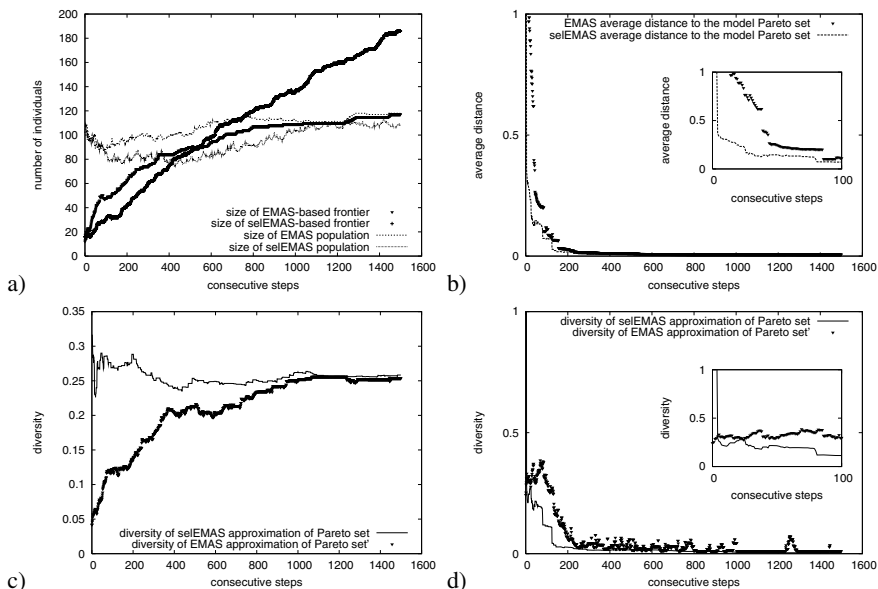 200
180
160
140
120
100
80
60
40
20
0
number of individuals
size of EMAS-based frontier
size of selEMAS-based frontier
size of EMAS population
size of selEMAS population
0 200 400 600 800 1000 1200 1400 1600
consecutive steps
a)
1
0.5
0
average distance
EMAS average distance to the model Pareto set
selEMAS average distance to the model Pareto set
1
0.5
0
average distance
0 100
consecutive steps
0 200 400 600 800 1000 1200 1400 1600
consecutive steps
b)
0.35
0.3
0.25
0.2
0.15
0.1
0.05
0
diversity
diversity of selEMAS approximation of Pareto set
diversity of EMAS approximation of Pareto set'
0 200 400 600 800 1000 1200 1400 1600
consecutive steps
c)
1
0.5
0
diversity
diversity of selEMAS approximation of Pareto set
diversity of EMAS approximation of Pareto set'
1
0.5
0
diversity
0 100
consecutive steps
0 200 400 600 800 1000 1200 1400 1600
consecutive steps
d)